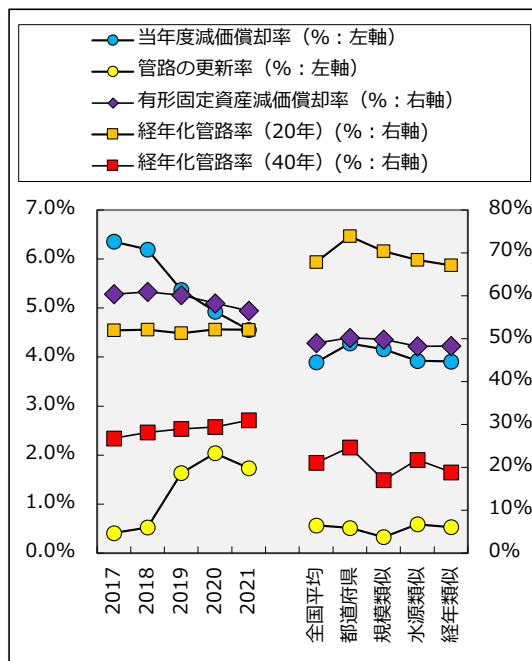 当年度減価償却率（%：左軸）
管路の更新率（%：左軸）
有形固定資産減価償却率（%：右軸）
経年化管路率（20年）(%：右軸)
経年化管路率（40年）(%：右軸)
7.0%
6.0%
5.0%
4.0%
3.0%
2.0%
1.0%
0.0%
80%
70%
60%
50%
40%
30%
20%
10%
0%
2017
2018
2019
2020
2021
全国平均
都道府県
規模類似
水源類似
経年類似